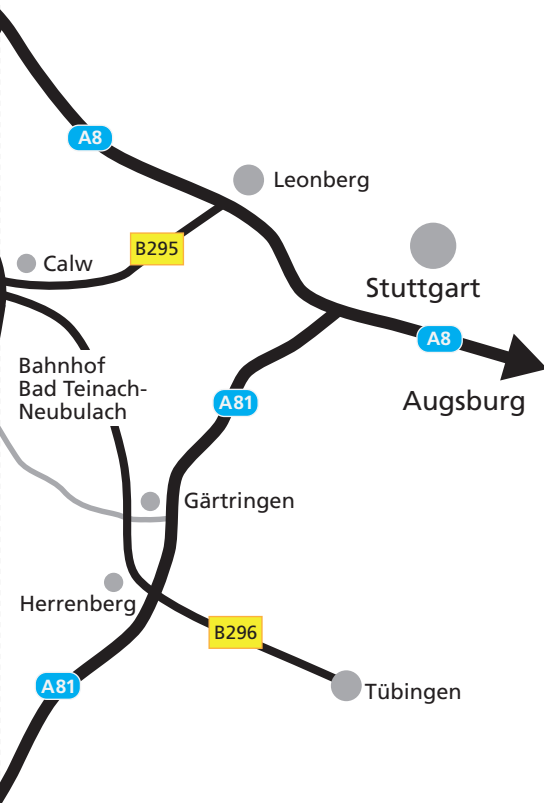 A8
Leonberg
B295
Calw
Stuttgart
A8
Bahnhof
Bad Teinach-
Neubulach
A81
Augsburg
Gärtringen
Herrenberg
B296
A81
Tübingen